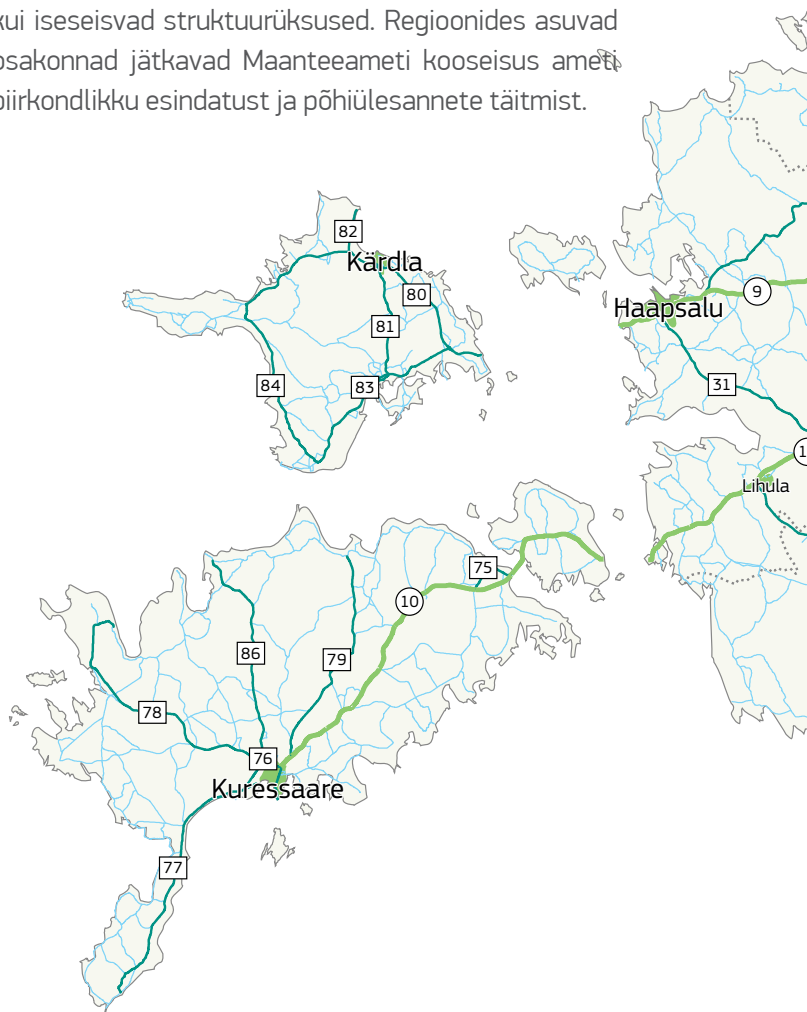 kui iseseisvad struktuurüksused. Regioonides asuvad
osakonnad jätkavad Maanteeameti kooseisus ameti
piirkondlikku esindatust ja põhiülesannete täitmist.
82
Kärdla
80
9
Haapsalu
81
84
83
31
Lihula
75
10
86
79
78
76
Kuressaare
77